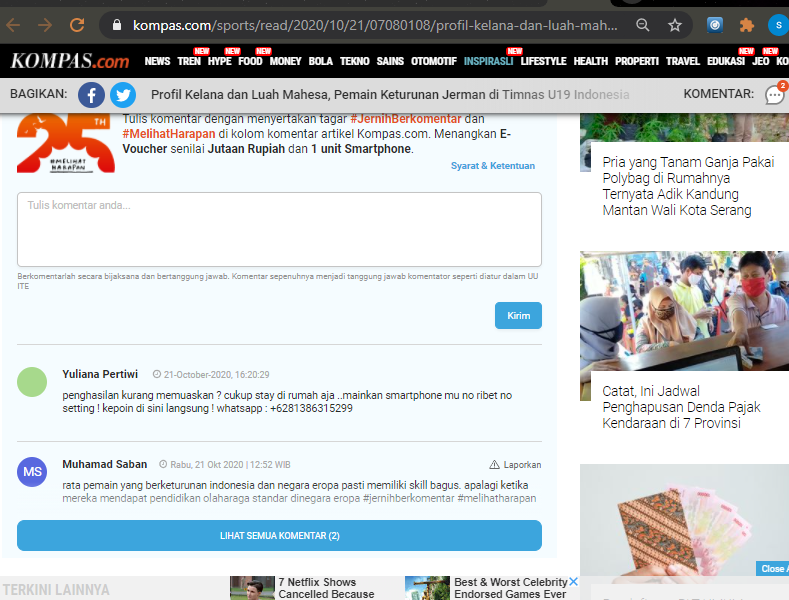 kompas.com/sports/read/2020/10/21/07080108/profil-kelana-dan-luah-mah...
S
KOMPAS.com
NEWS TREN NEW HYPE NEW FOOD NEW MONEY BOLA TEKNO SAINS OTOMOTIF INSPIRASLI NEW LIFESTYLE HEALTH PROPERTI TRAVEL EDUKASI NEW JEO NEW KO
BAGIKAN:
Profil Kelana dan Luah Mahesa, Pemain Keturunan Jerman di Timnas U19 Indonesia
KOMENTAR:
2
25 TH
#MELIHAT
HARAPAN
Tulis komentar dengan menyertakan tagar #JernihBerkomentar dan
#MelihatHarapan di kolom komentar artikel Kompas.com. Menangkan E-
Voucher senilai Jutaan Rupiah dan 1 unit Smartphone.
Syarat & Ketentuan
Tulis komentar anda...
Berkomentarlah secara bijaksana dan bertanggung jawab. Komentar sepenuhnya menjadi tanggung jawab komentator seperti diatur dalam UU
ITE
Kirim
Yuliana Pertiwi 21-October-2020, 16:20:29
penghasilan kurang memuaskan ? cukup stay di rumah aja ..mainkan smartphone mu no ribet no
setting ! kepoin di sini langsung ! whatsapp : +6281386315299
MS
Muhamad Saban Rabu, 21 Okt 2020 | 12:52 WIB
Laporkan
rata pemain yang berketurunan indonesia dan negara eropa pasti memiliki skill bagus. apalagi ketika
mereka mendapat pendidikan olaharaga standar dinegara eropa #jernihberkomentar #melihatharapan
LIHAT SEMUA KOMENTAR (2)
Pria yang Tanam Ganja Pakai
Polybag di Rumahnya
Ternyata Adik Kandung
Mantan Wali Kota Serang
Catat, Ini Jadwal
Penghapusan Denda Pajak
Kendaraan di 7 Provinsi
Close A
TERKINI LAINNYA
7 Netflix Shows
Cancelled Because
Best & Worst Celebrity
Endorsed Games Ever